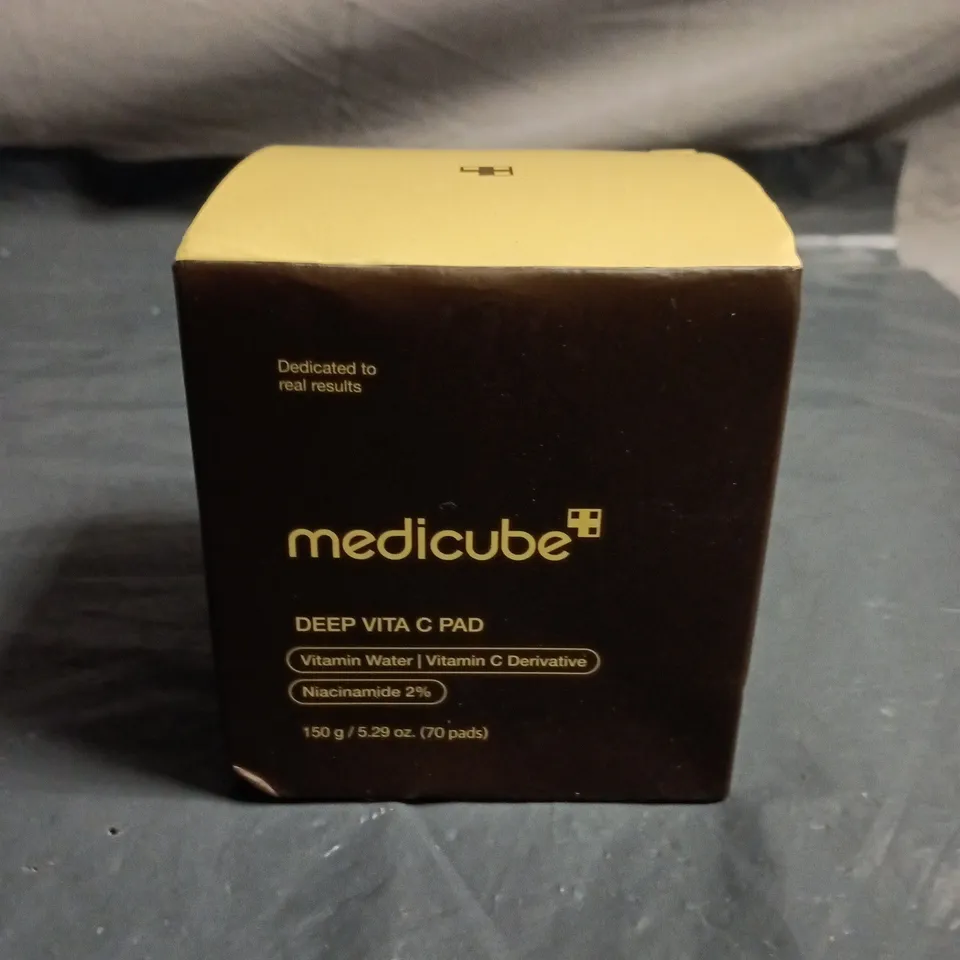 Dedicated to
real results
medicube
DEEP VITA C PAD
Vitamin Water | Vitamin C Derivative
Niacinamide 2%
150 g / 5.29 oz. (70 pads)